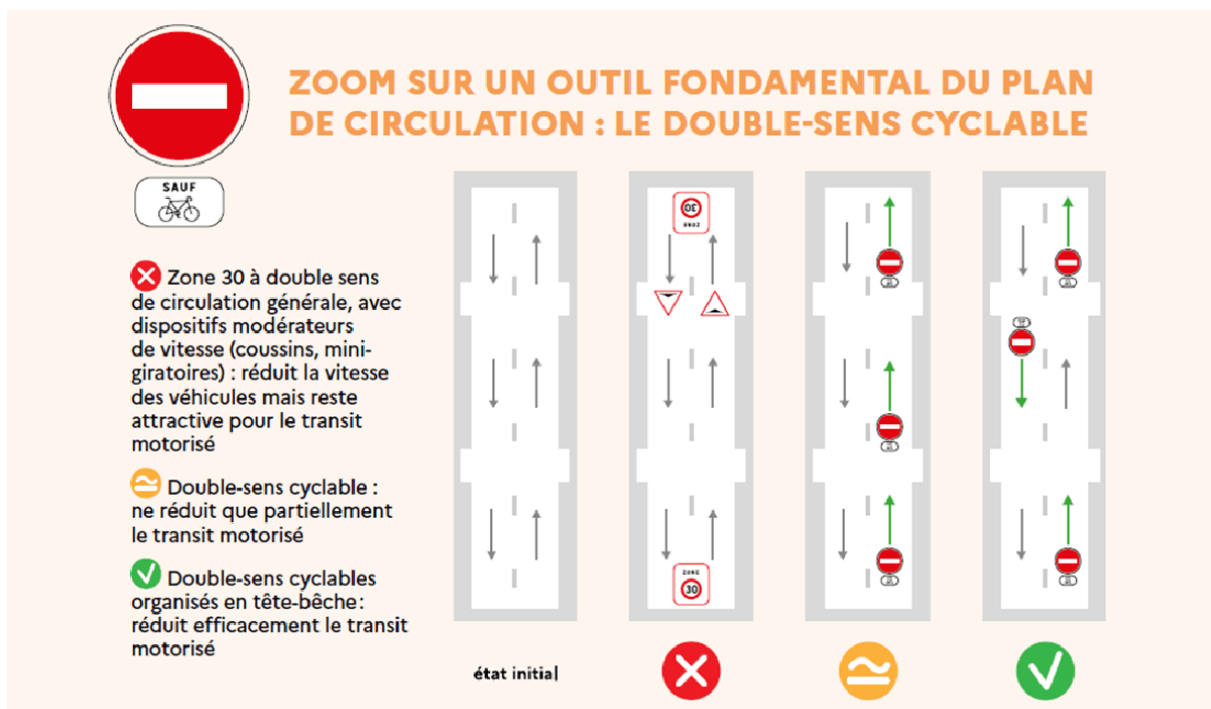 ZOOM SUR UN OUTIL FONDAMENTAL DU PLAN
DE CIRCULATION : LE DOUBLE-SENS CYCLABLE
SAUF
Zone 30 à double sens
de circulation générale, avec
dispositifs modérateurs
de vitesse (coussins, mini-
giratoires) : réduit la vitesse
des véhicules mais reste
attractive pour le transit
motorisé
Double-sens cyclable :
ne réduit que partiellement
le transit motorisé
Double-sens cyclables
organisés en tête-bêche :
réduit efficacement le transit
motorisé
30
ZONE
ZONE
30
état initial